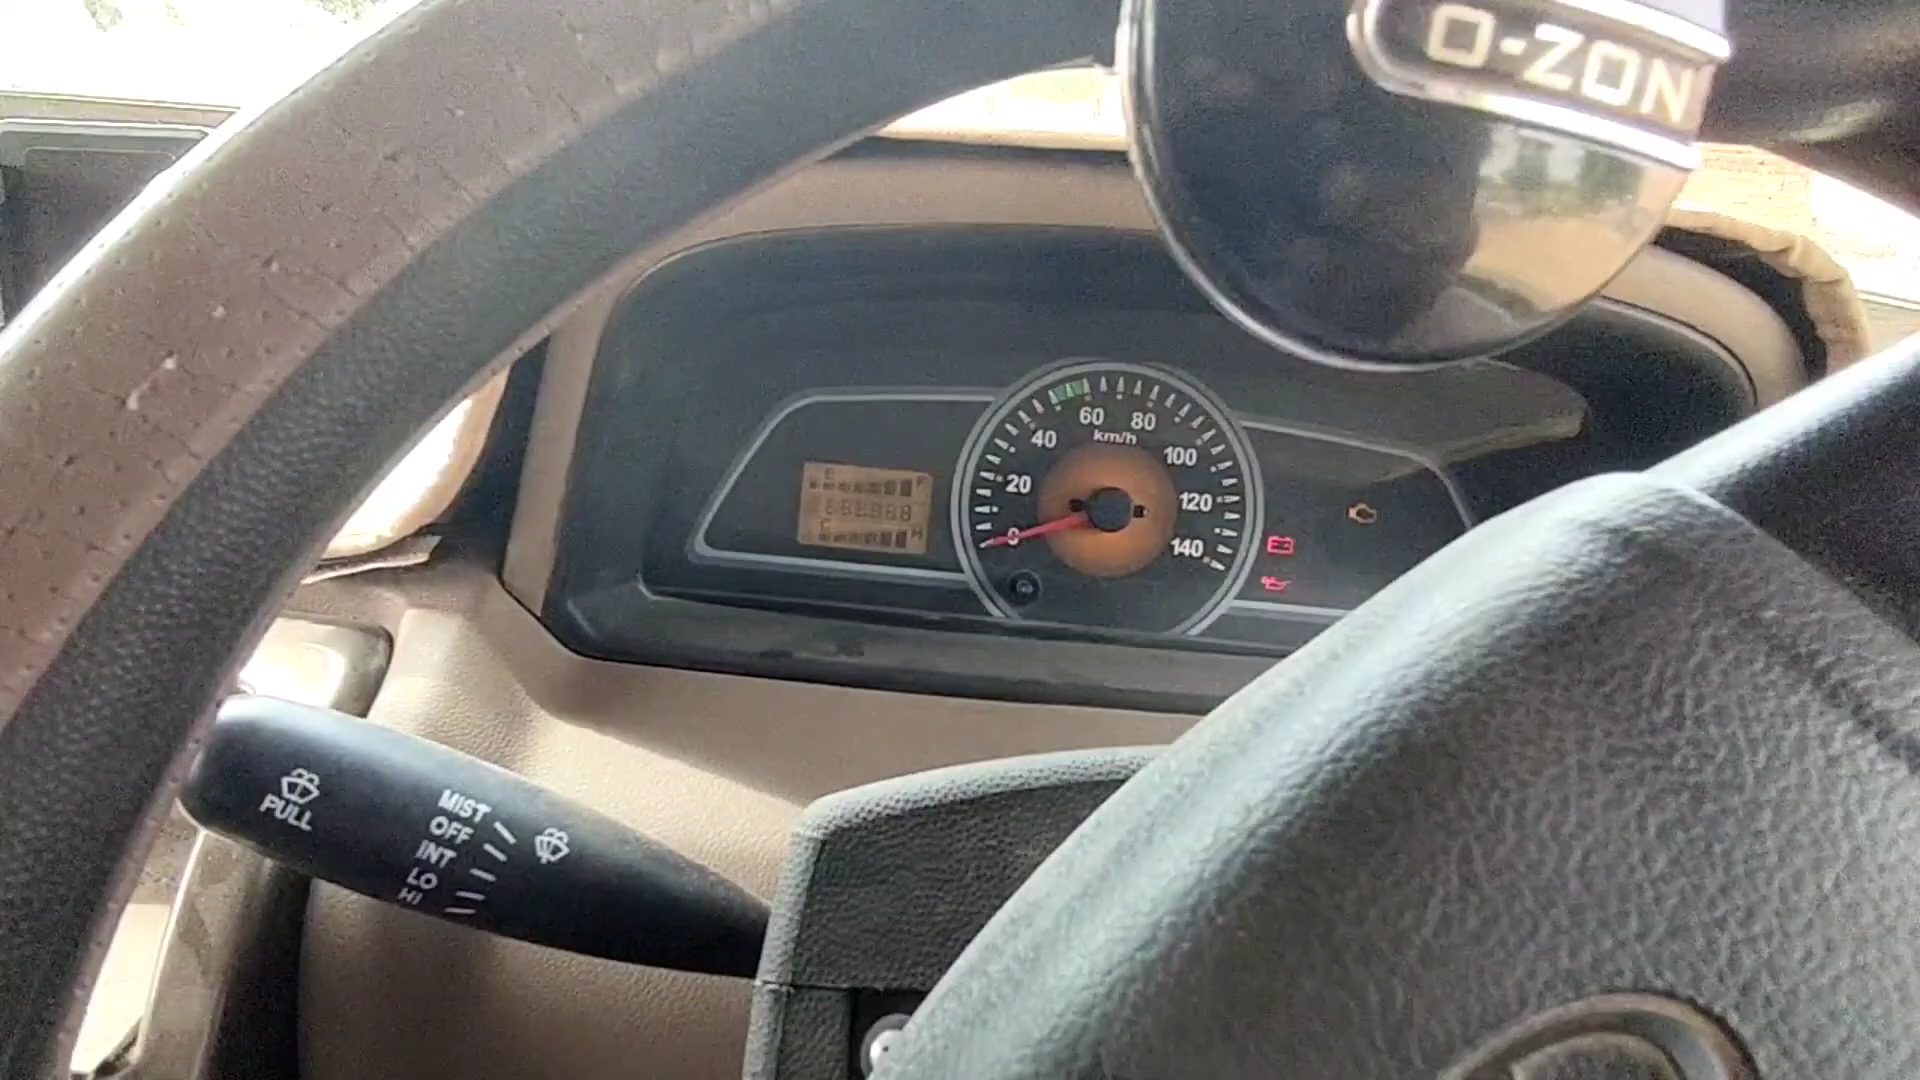 O-ZON
60 80
40 km/h 100
20 120
0 140
E F
C H
PULL
MIST
OFF
INT
LO
HI